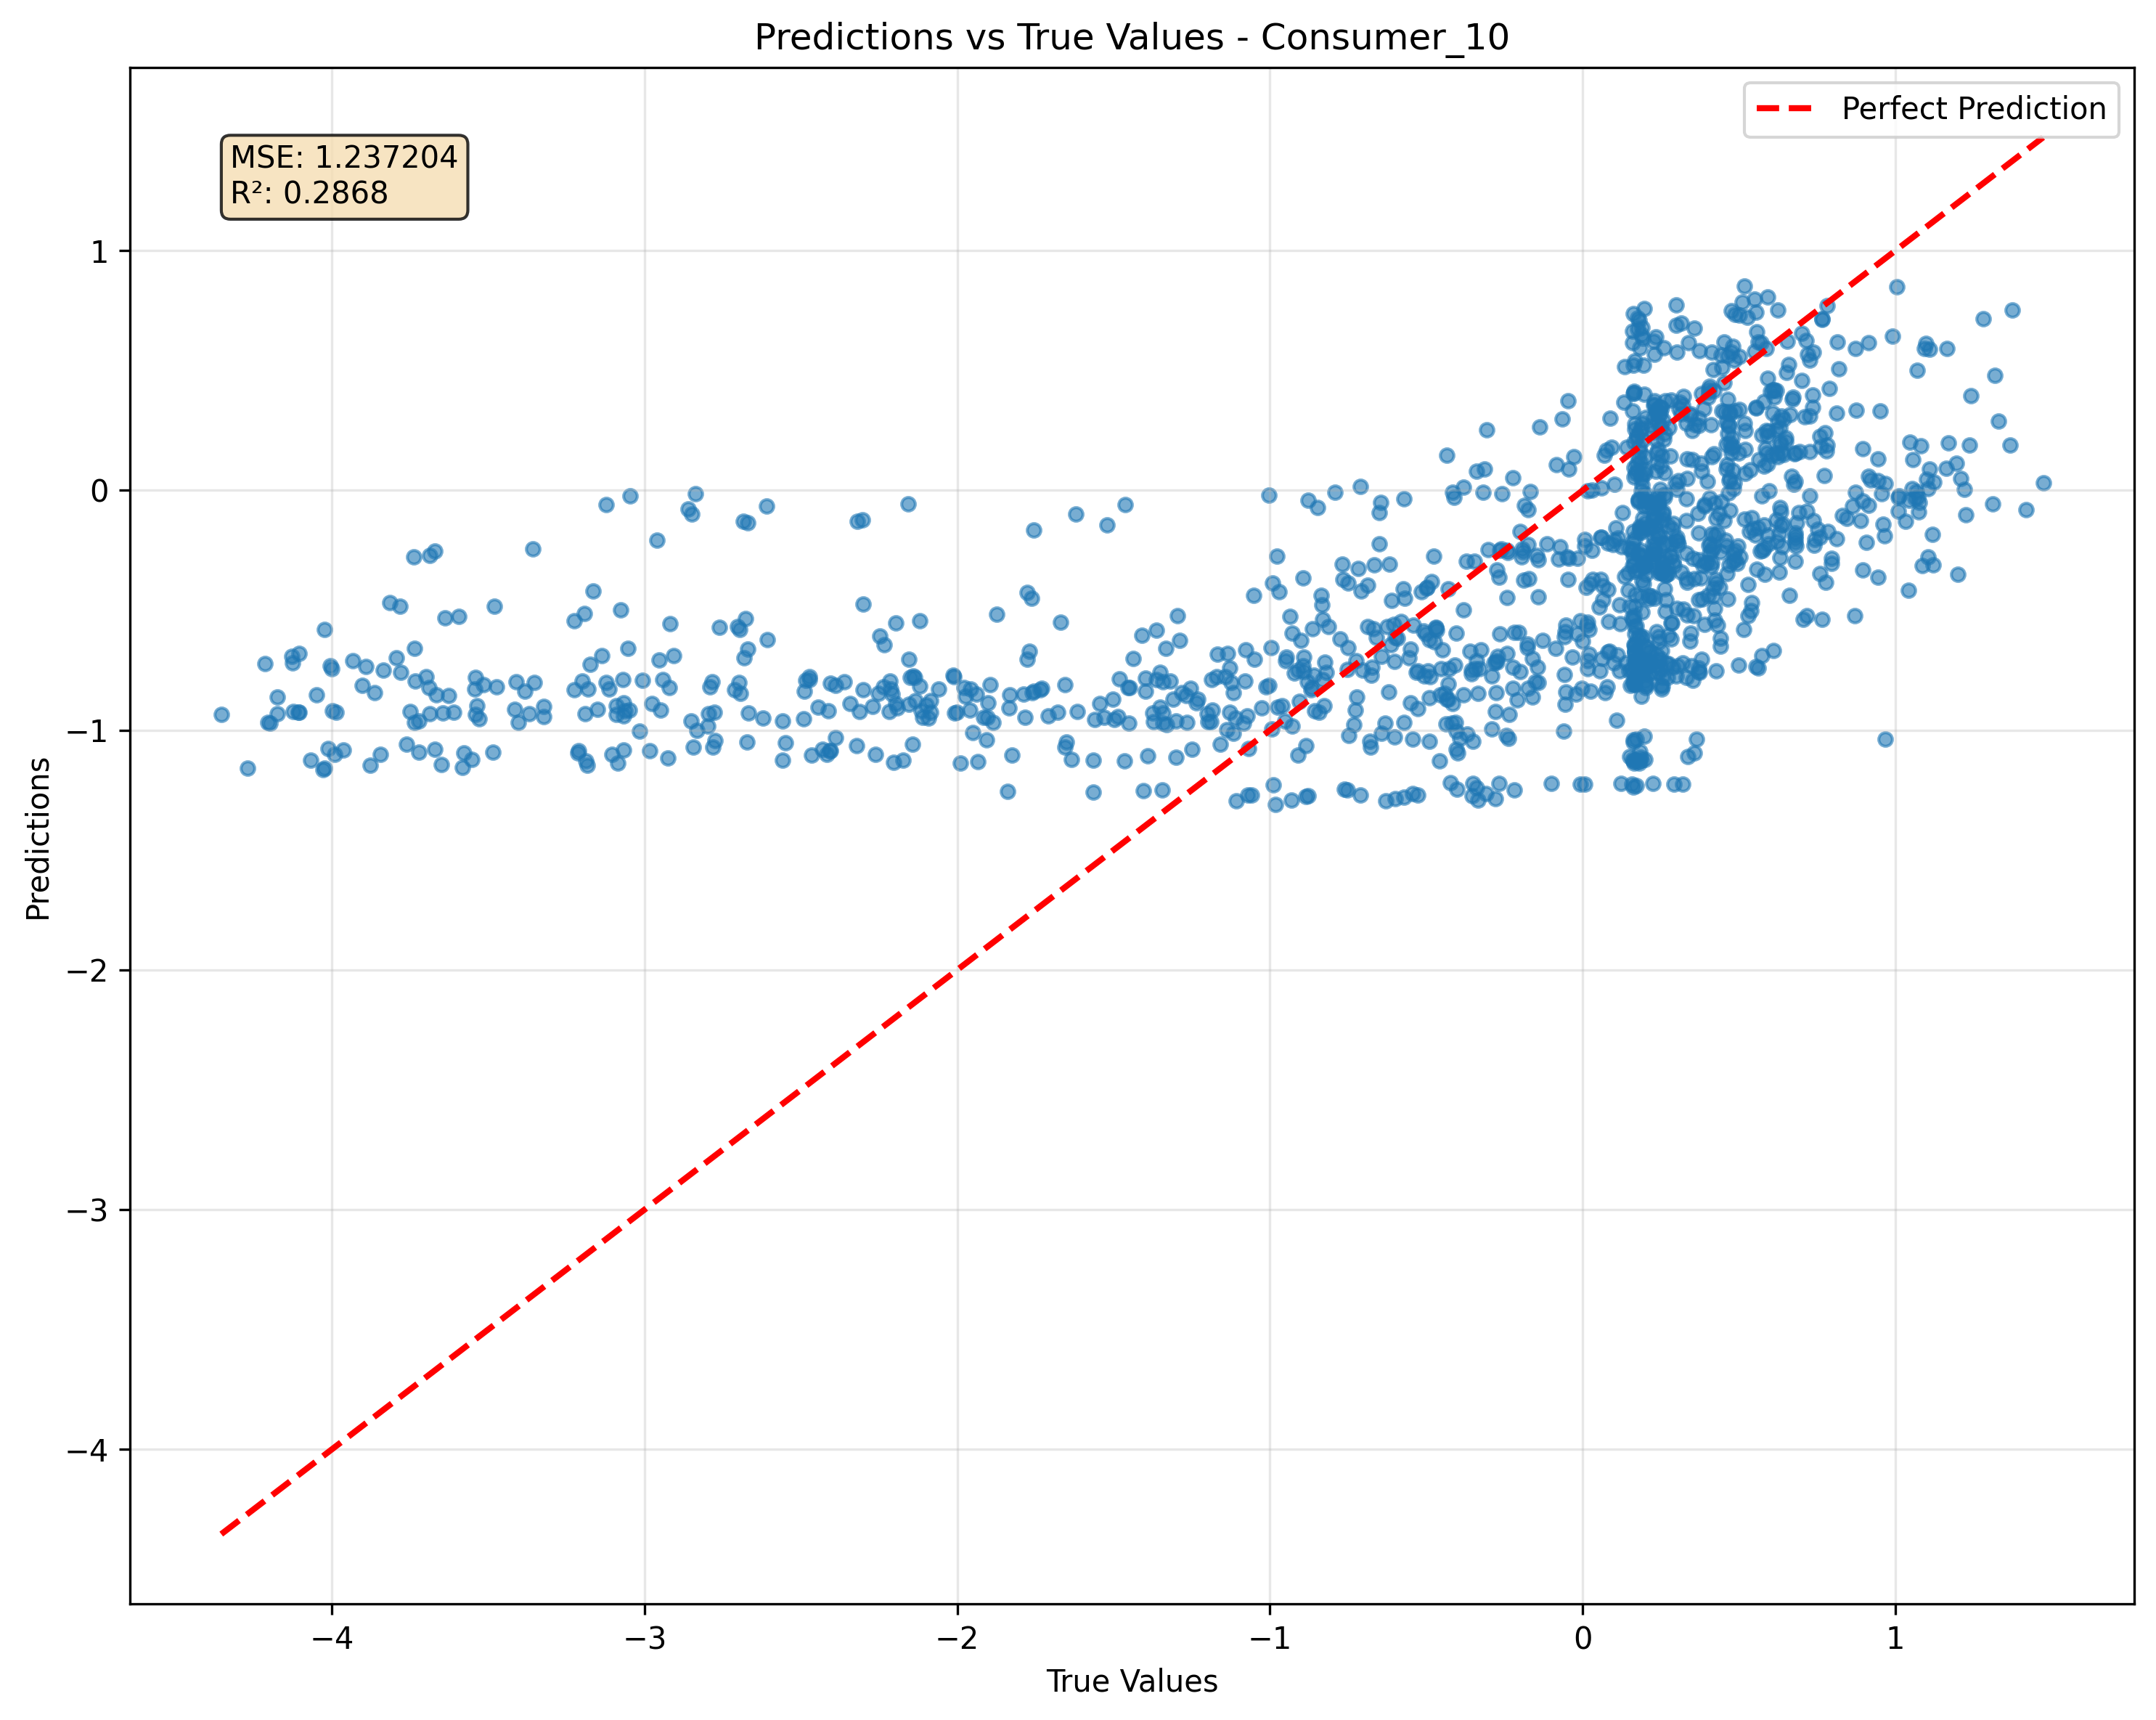 Predictions vs True Values - Consumer_10
Perfect Prediction
MSE: 1.237204
R²: 0.2868
1
0
−1
−2
−3
−4
Predictions
−4
−3
−2
−1
0
1
True Values